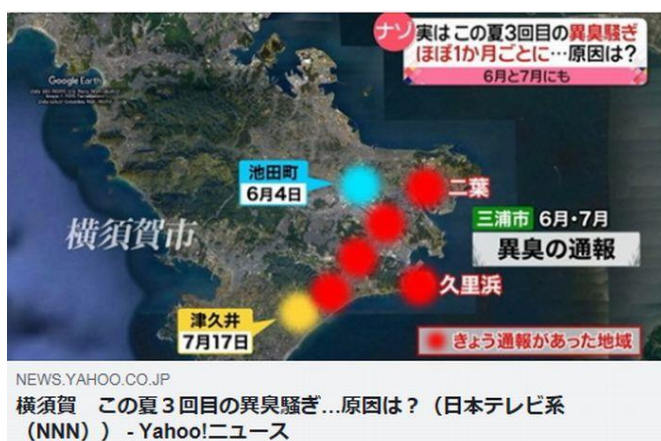 ナゾ
実は この夏3回目の異臭騒ぎ
ほぼ1か月ごとに…原因は？
6月と7月にも
Google Earth
池田町
6月4日
二葉
横須賀市
三浦市 6月・7月
異臭の通報
久里浜
津久井
7月17日
きょう通報があった地域
NEWS.YAHOO.CO.JP
横須賀 この夏３回目の異臭騒ぎ…原因は？（日本テレビ系
（NNN）） - Yahoo!ニュース